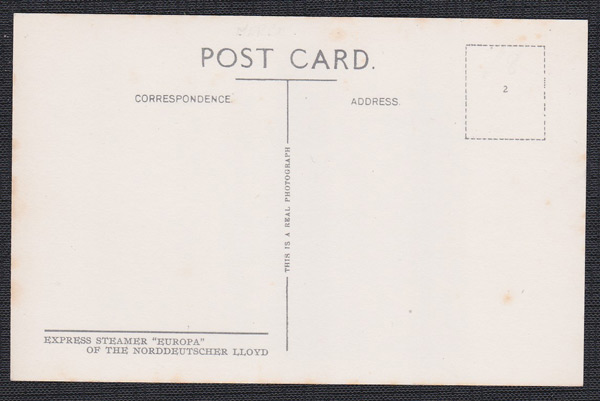 POST CARD.
CORRESPONDENCE.
ADDRESS.
2
THIS IS A REAL PHOTOGRAPH
EXPRESS STEAMER "EUROPA"
OF THE NORDDEUTSCHER LLOYD